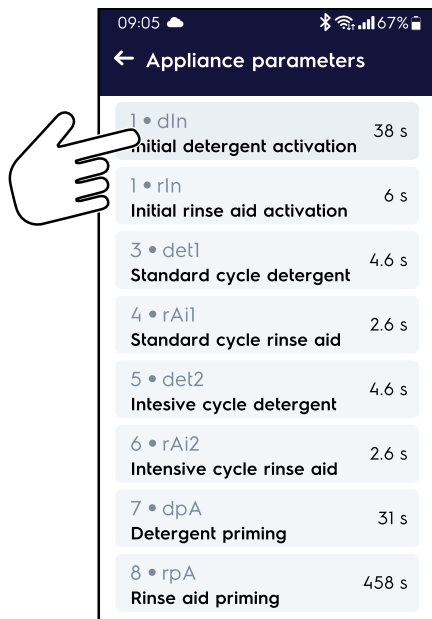 09:05 67%
← Appliance parameters
1 • dIn
Initial detergent activation 38 s
1 • rIn
Initial rinse aid activation 6 s
3 • det1
Standard cycle detergent 4.6 s
4 • rAi1
Standard cycle rinse aid 2.6 s
5 • det2
Intesive cycle detergent 4.6 s
6 • rAi2
Intensive cycle rinse aid 2.6 s
7 • dpA
Detergent priming 31 s
8 • rpA
Rinse aid priming 458 s